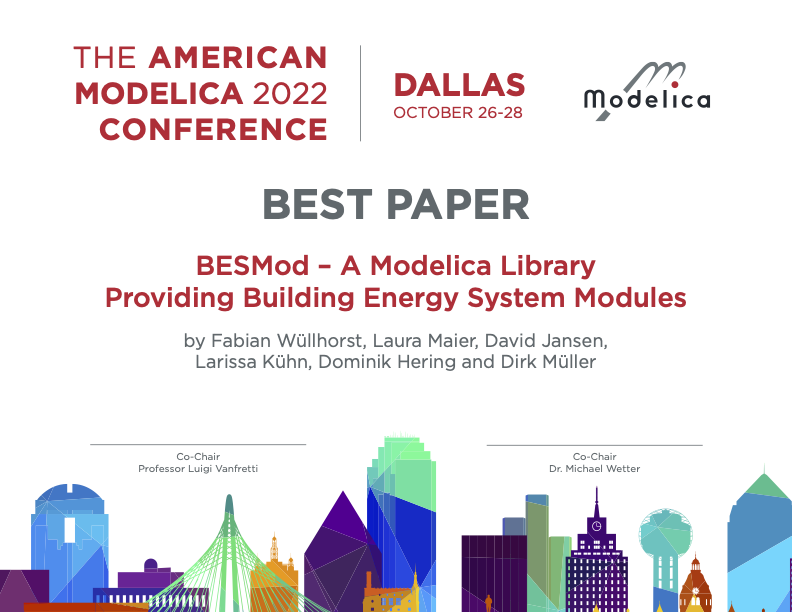 THE AMERICAN
MODELICA 2022
CONFERENCE
DALLAS
OCTOBER 26-28
Modelica
BEST PAPER
BESMod – A Modelica Library
Providing Building Energy System Modules
by Fabian Wüllhorst, Laura Maier, David Jansen,
Larissa Kühn, Dominik Hering and Dirk Müller
Co-Chair
Professor Luigi Vanfretti
Co-Chair
Dr. Michael Wetter